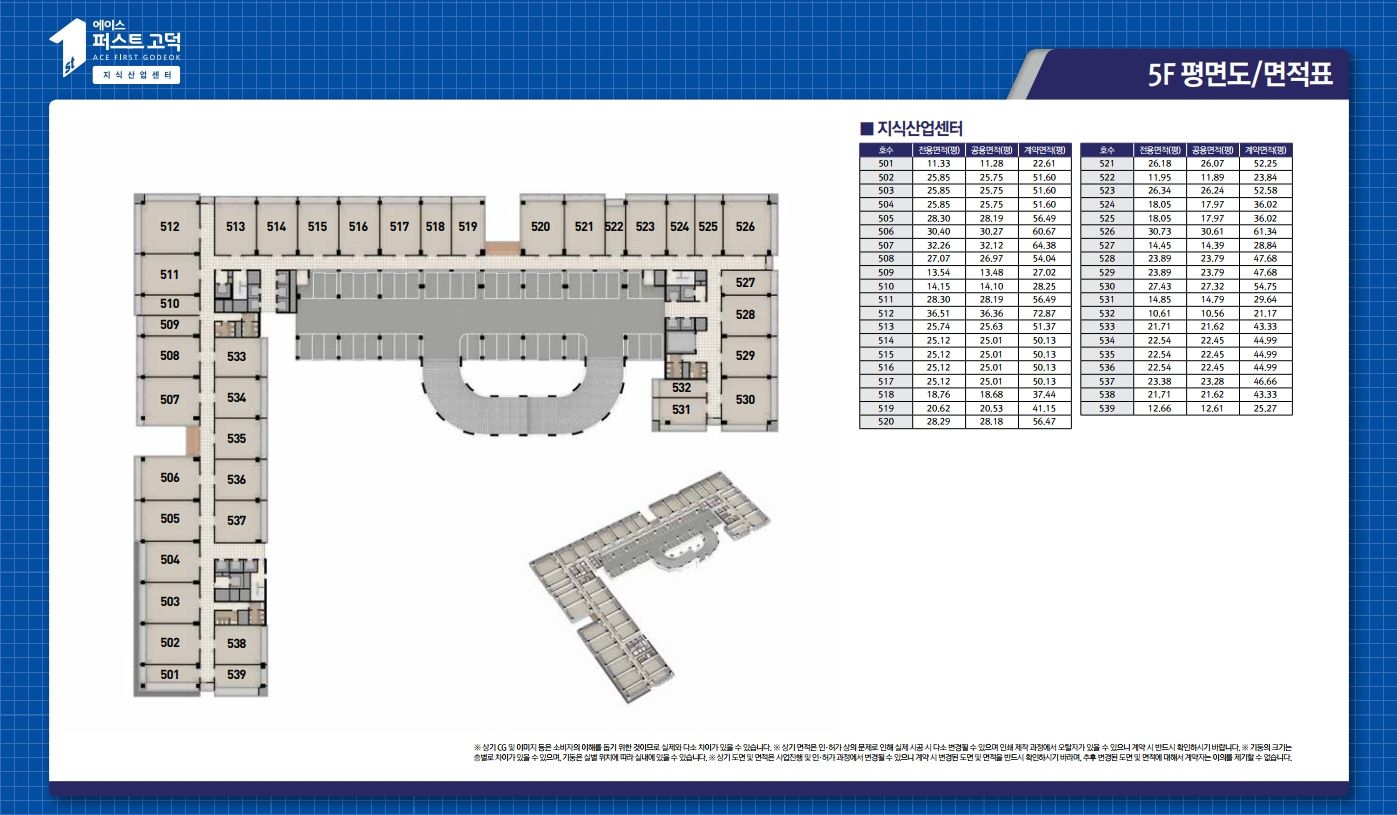 에이스
퍼스트 고덕
ACE FIRST GODEOK
지식산업센터
1st
5F 평면도/면적표
512 513 514 515 516 517 518 519 520 521 522 523 524 525 526
511
510
509
508
507
506
505
504
503
502
501
533
534
535
536
537
538
539
527
528
529
530
532
531
■ 지식산업센터
호수 전용면적(평) 공용면적(평) 계약면적(평)
501 11.33 11.28 22.61
502 25.85 25.75 51.60
503 25.85 25.75 51.60
504 25.85 25.75 51.60
505 28.30 28.19 56.49
506 30.40 30.27 60.67
507 32.26 32.12 64.38
508 27.07 26.97 54.04
509 13.54 13.48 27.02
510 14.15 14.10 28.25
511 28.30 28.19 56.49
512 36.51 36.36 72.87
513 25.74 25.63 51.37
514 25.12 25.01 50.13
515 25.12 25.01 50.13
516 25.12 25.01 50.13
517 25.12 25.01 50.13
518 18.76 18.68 37.44
519 20.62 20.53 41.15
520 28.29 28.18 56.47
호수 전용면적(평) 공용면적(평) 계약면적(평)
521 26.18 26.07 52.25
522 11.95 11.89 23.84
523 26.34 26.24 52.58
524 18.05 17.97 36.02
525 18.05 17.97 36.02
526 30.73 30.61 61.34
527 14.45 14.39 28.84
528 23.89 23.79 47.68
529 23.89 23.79 47.68
530 27.43 27.32 54.75
531 14.85 14.79 29.64
532 10.61 10.56 21.17
533 21.71 21.62 43.33
534 22.54 22.45 44.99
535 22.54 22.45 44.99
536 22.54 22.45 44.99
537 23.38 23.28 46.66
538 21.71 21.62 43.33
539 12.66 12.61 25.27
※ 상기 CG 및 이미지 등은 소비자의 이해를 돕기 위한 것이므로 실제와 다소 차이가 있을 수 있습니다. ※ 상기 면적은 인·허가 상의 문제로 인해 실제 시공 시 다소 변경될 수 있으며 인쇄 제작 과정에서 오탈자가 있을 수 있으니 계약 시 반드시 확인하시기 바랍니다. ※ 기둥의 크기는
층별로 차이가 있을 수 있으며, 기둥은 실별 위치에 따라 실내에 있을 수 있습니다. ※ 상기 도면 및 면적은 사업진행 및 인·허가 과정에서 변경될 수 있으니 계약 시 변경된 도면 및 면적을 반드시 확인하시기 바라며, 추후 변경된 도면 및 면적에 대해서 계약자는 이의를 제기할 수 없습니다.